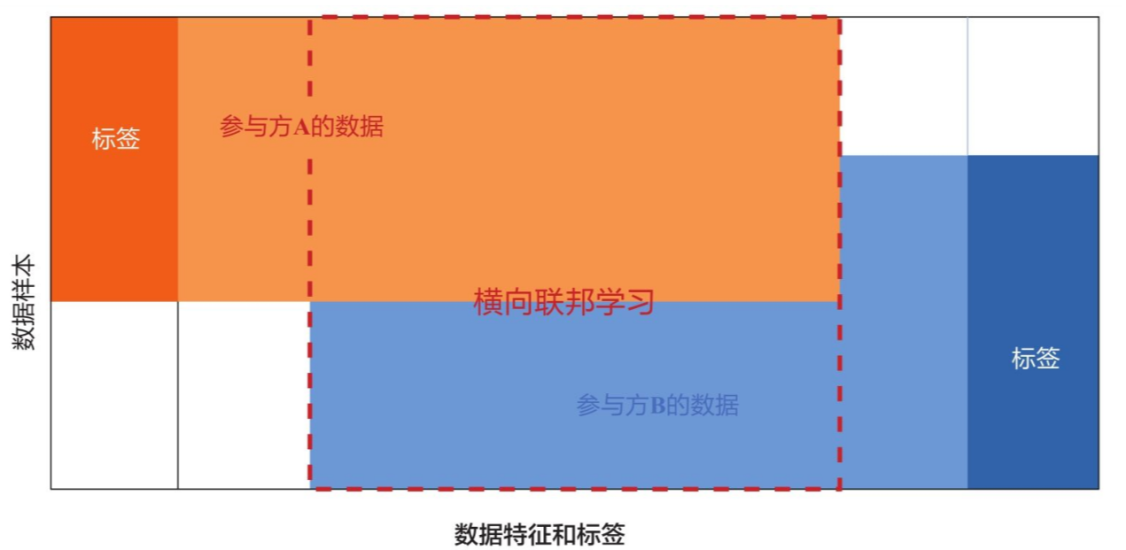 标签
参与方A的数据
横向联邦学习
数据样本
标签
参与方B的数据
数据特征和标签